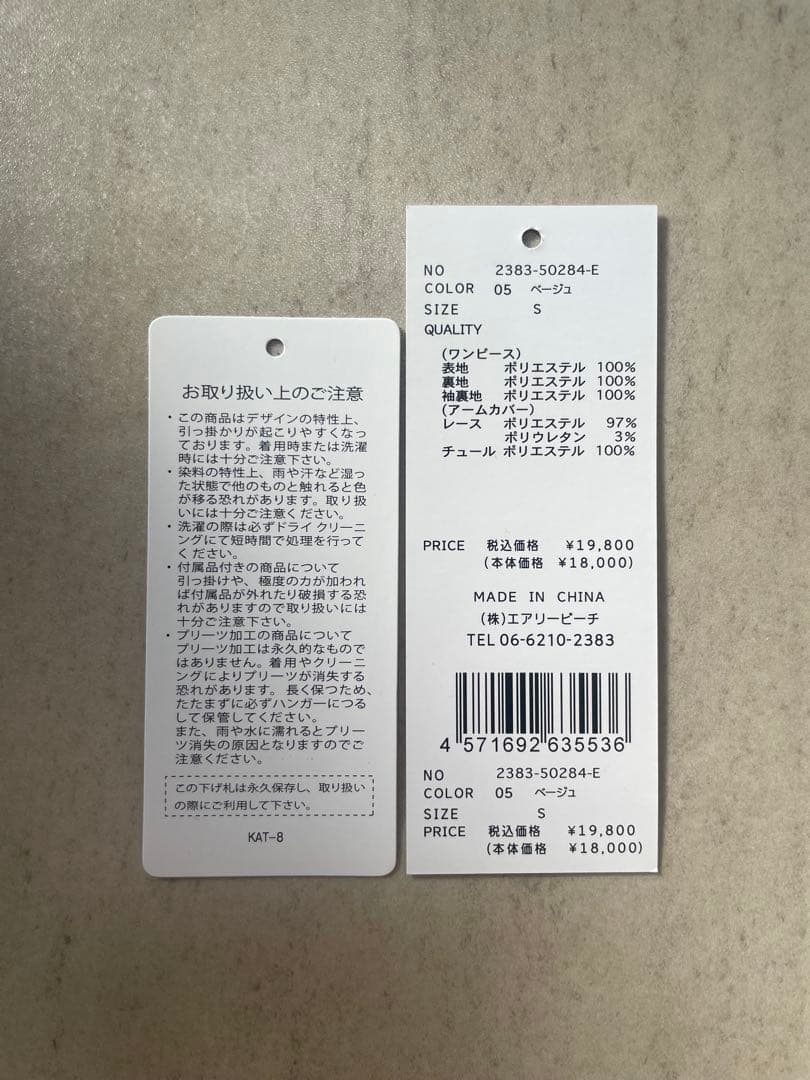 お取り扱い上のご注意
・この商品はデザインの特性上、
引っ掛かりが起こりやすくなっ
ております。着用時または洗濯
時には十分ご注意下さい。
・染料の特性上、雨や汗など湿っ
た状態で他のものと触れると色
が移る恐れがあります。取り扱
いには十分ご注意ください。
・洗濯の際は必ずドライクリーニ
ングにて短時間で処理を行って
ください。
・付属品付きの商品について
引っ掛けや、極度の力が加われ
ば付属品が外れたり破損する恐
れがありますので取り扱いには
十分ご注意下さい。
・プリーツ加工の商品について
プリーツ加工は永久的なもので
はありません。着用やクリーニ
ングによりプリーツが消失する
恐れがあります。長く保つため、
たたまずに必ずハンガーにつる
して保管してください。
また、雨や水に濡れるとプリー
ツ消失の原因となりますのでご
注意ください。
この下げ札は永久保存し、取り扱い
の際にご利用して下さい。
KAT-8
NO 2383-50284-E
COLOR 05 ベージュ
SIZE S
QUALITY
(ワンピース)
表地 ポリエステル 100%
裏地 ポリエステル 100%
袖裏地 ポリエステル 100%
(アームカバー)
レース ポリエステル 97%
ポリウレタン 3%
チュール ポリエステル 100%
PRICE 税込価格 ¥19,800
(本体価格 ¥18,000)
MADE IN CHINA
(株)エアリーピーチ
TEL 06-6210-2383
4 571692 635536
NO 2383-50284-E
COLOR 05 ベージュ
SIZE S
PRICE 税込価格 ¥19,800
(本体価格 ¥18,000)